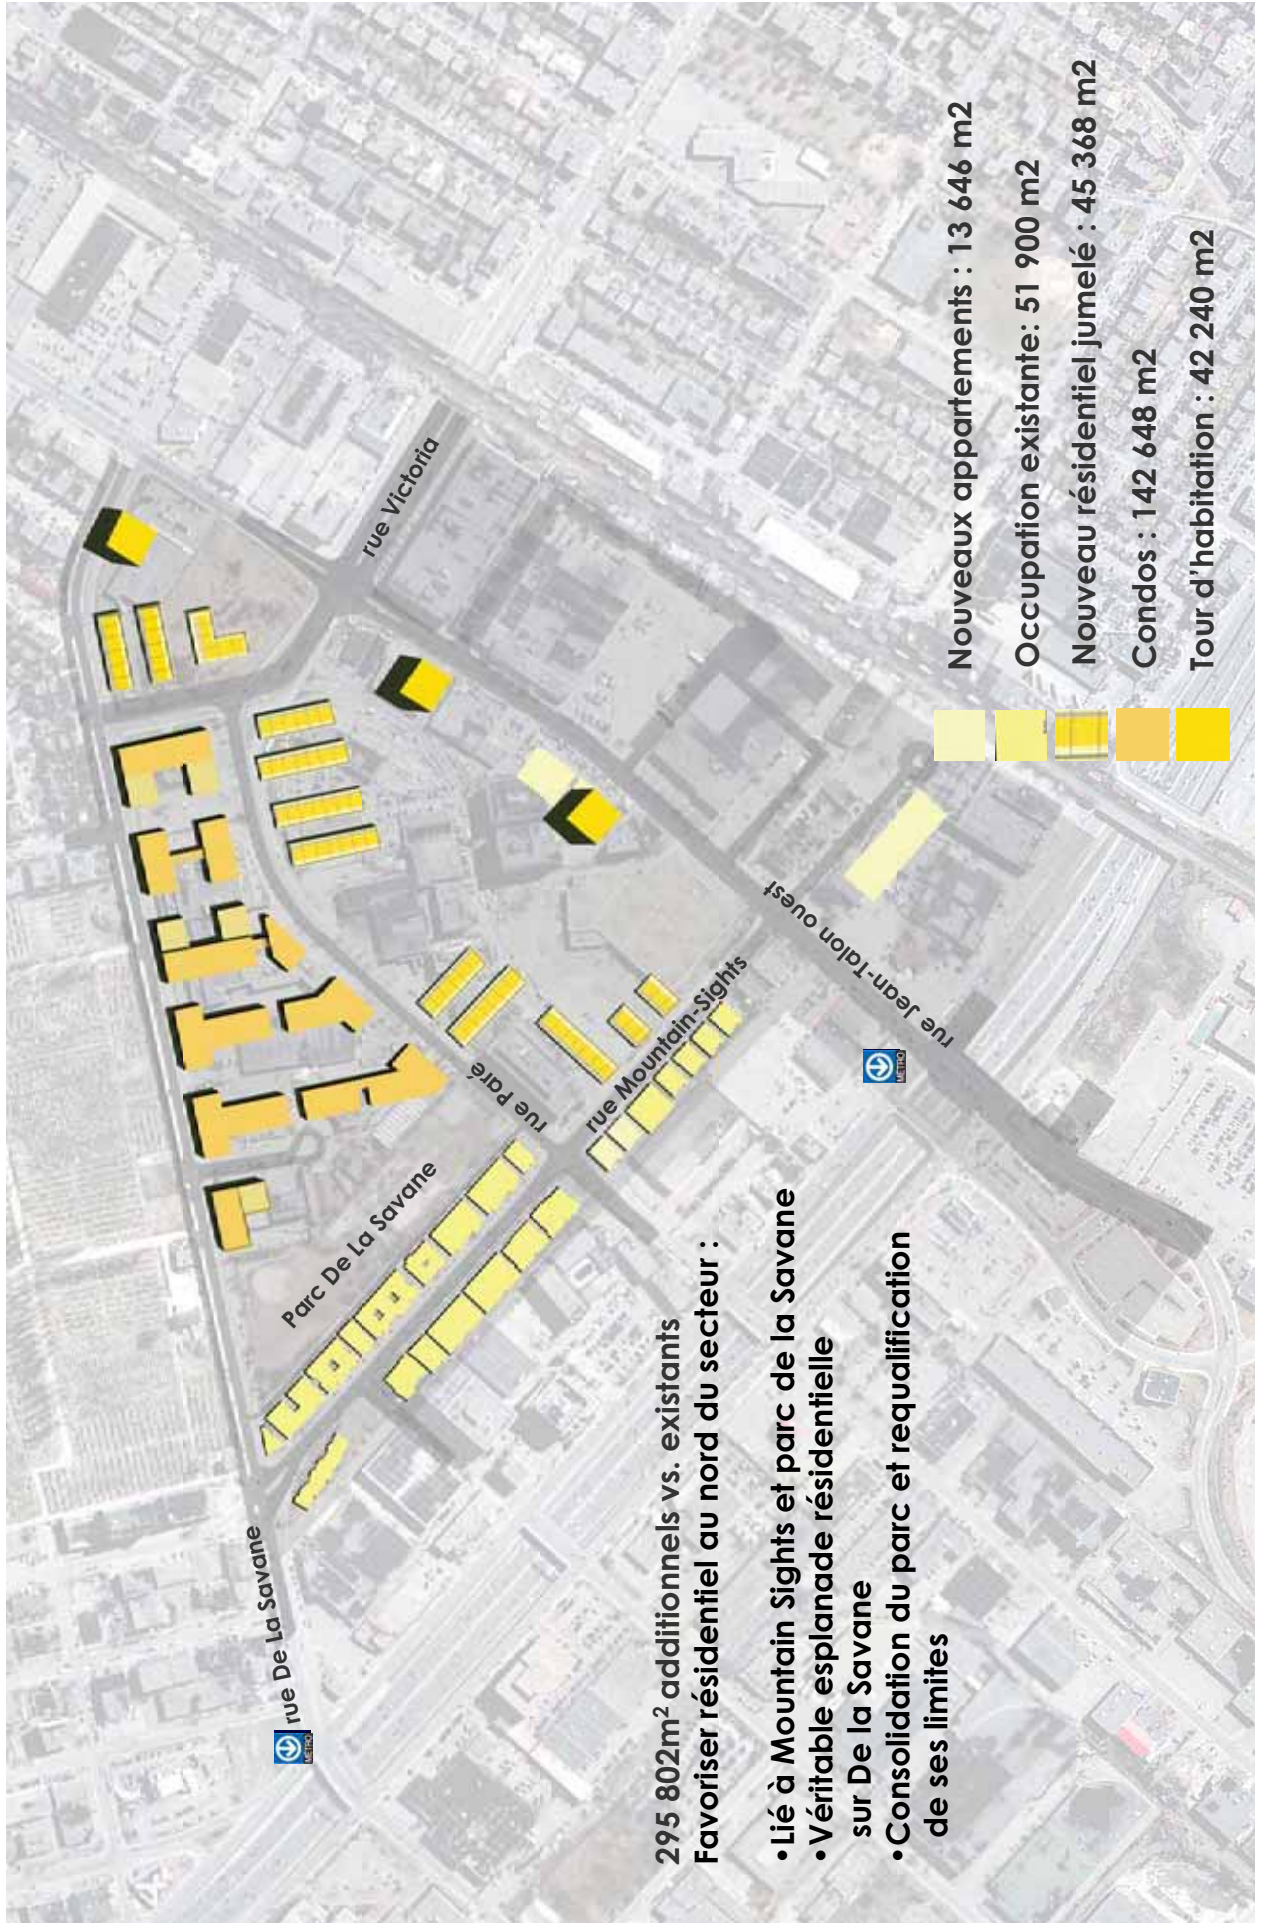 295 802m² additionnels vs. existants
Favoriser résidentiel au nord du secteur :
•Lié à Mountain Sights et parc de la Savane
•Véritable esplanade résidentielle
sur De la Savane
•Consolidation du parc et requalification
de ses limites
rue De La Savane
METRO
Parc De La Savane
rue Paré
rue Mountain-Sights
rue Jean-Talon ouest
METRO
rue Victoria
Nouveaux appartements : 13 646 m2
Occupation existante: 51 900 m2
Nouveau résidentiel jumelé : 45 368 m2
Condos : 142 648 m2
Tour d'habitation : 42 240 m2